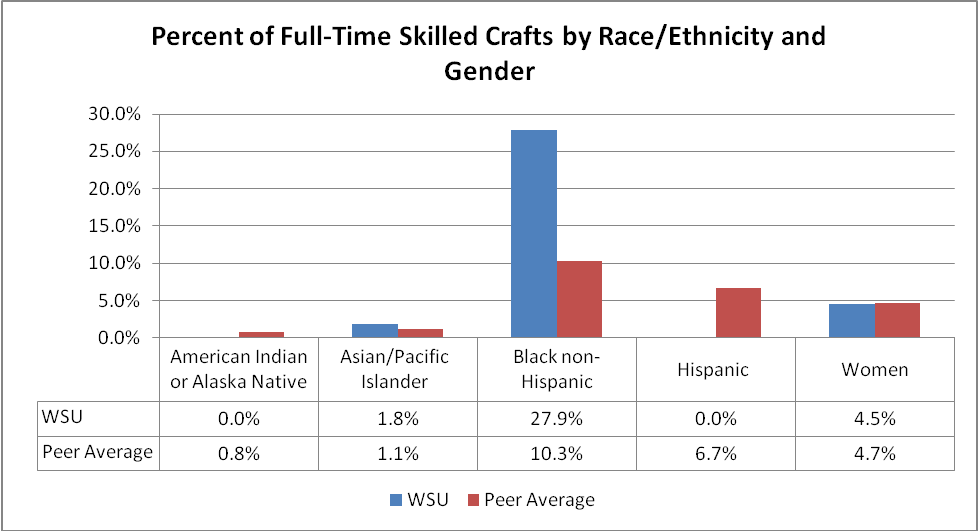 Percent of Full-Time Skilled Crafts by Race/Ethnicity and
Gender
30.0%
25.0%
20.0%
15.0%
10.0%
5.0%
0.0%
American Indian or Alaska Native
Asian/Pacific Islander
Black non-Hispanic
Hispanic
Women
WSU 0.0% 1.8% 27.9% 0.0% 4.5%
Peer Average 0.8% 1.1% 10.3% 6.7% 4.7%
WSU Peer Average